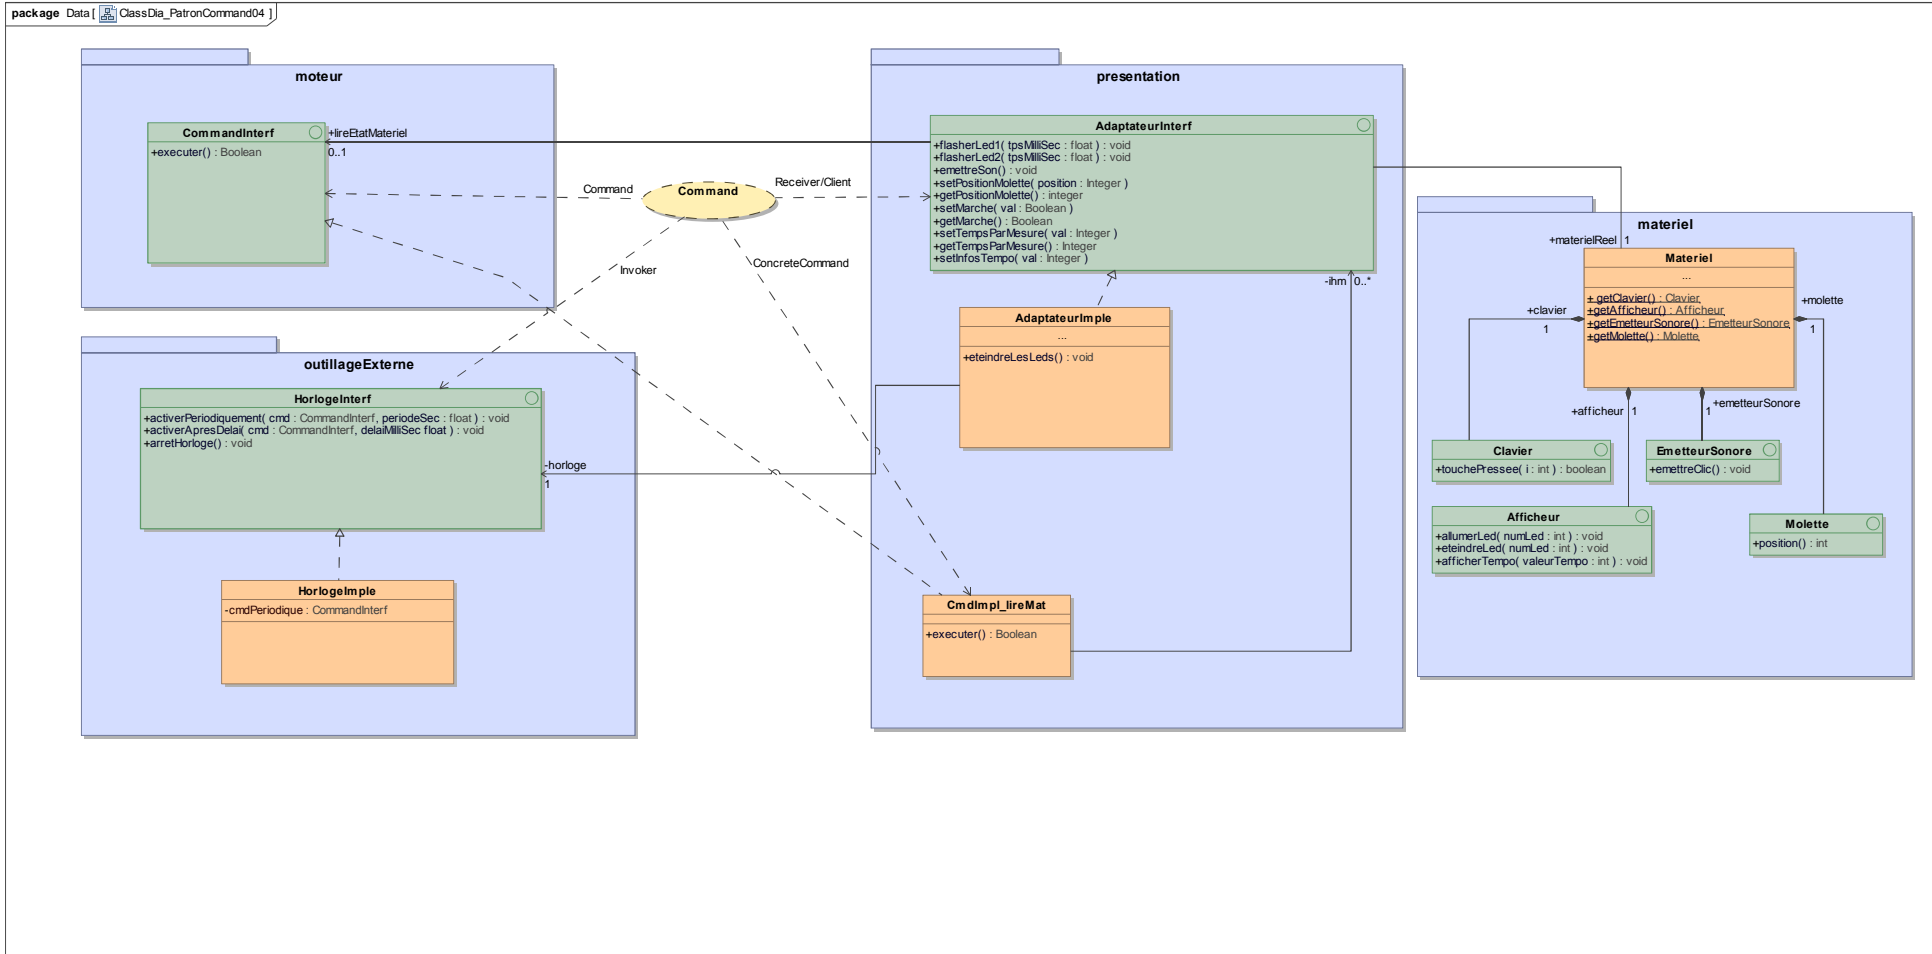 package Data [ ClassDia_PatronCommand04 ]
moteur
CommandInterf
+executer() : Boolean
+lireEtatMateriel
0..1
Command
Command
Receiver/Client
Invoker
ConcreteCommand
outillageExterne
HorlogeInterf
+activerPeriodiquement( cmd : CommandInterf, periodeSec : float ) : void
+activerApresDelai( cmd : CommandInterf, delaiMilliSec float ) : void
+arretHorloge() : void
-horloge
1
HorlogeImple
-cmdPeriodique : CommandInterf
presentation
AdaptateurInterf
+flasherLed1( tpsMilliSec : float ) : void
+flasherLed2( tpsMilliSec : float ) : void
+emettreSon() : void
+setPositionMolette( position : Integer )
+getPositionMolette() : integer
+setMarche( val : Boolean )
+getMarche() : Boolean
+setTempsParMesure( val : Integer )
+getTempsParMesure() : Integer
+setInfosTempo( val : Integer )
-ihm 0..*
AdaptateurImple
...
+eteindreLesLeds() : void
CmdImpl_lireMat
+executer() : Boolean
materiel
+materielReel 1
Materiel
...
+ getClavier() : Clavier
+getAfficheur() : Afficheur
+getEmetteurSonore() : EmetteurSonore
+getMolette() : Molette
+clavier
1
+molette
1
+afficheur 1
+emetteurSonore
1
Clavier
+touchePressee( i : int ) : boolean
EmetteurSonore
+emettreClic() : void
Afficheur
+allumerLed( numLed : int ) : void
+eteindreLed( numLed : int ) : void
+afficherTempo( valeurTempo : int ) : void
Molette
+position() : int